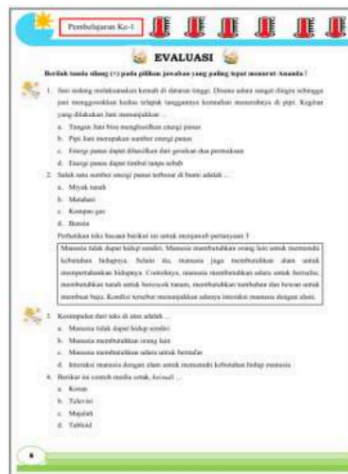 Pembelajaran Ke-1
EVALUASI
Berilah tanda silang (×) pada pilihan jawaban yang paling tepat menurut Ananda !
1. Jani sedang melaksanakan kemah di dataran tinggi. Disana udara sangat dingin sehingga
jani menggosokkan kedua telapak tangannya kemudian menaruhnya di pipi. Kegiatan
yang dilakukan Jani menunjukkan ...
a. Tangan Jani bisa menghasilkan energi panas
b. Pipi Jani merupakan sumber energi panas
c. Energi panas dapat dihasilkan dari gesekan dua permukaan
d. Energi panas dapat timbul tanpa sebab
2. Salah satu sumber energi panas terbesar di bumi adalah ...
a. Miyak tanah
b. Matahari
c. Kompor gas
d. Bensin
Perhatikan teks bacaan berikut ini untuk menjawab pertanyaan 3
Manusia tidak dapat hidup sendiri. Manusia membutuhkan orang lain untuk memenuhi
kebutuhan hidupnya. Selain itu, manusia juga membutuhkan alam untuk
mempertahankan hidupnya. Contohnya, manusia membutuhkan udara untuk bernafas,
membutuhkan tanah untuk bercocok tanam, membutuhkan tumbuhan dan hewan untuk
membuat baju. Kondisi tersebut menunjukkan adanya interaksi manusia dengan alam.
3. Kesimpulan dari teks di atas adalah ...
a. Manusia tidak dapat hidup sendiri
b. Manusia membutuhkan orang lain
c. Manusia membutuhkan udara untuk bernafas
d. Interaksi manusia dengan alam untuk memenuhi kebutuhan hidup manusia
4. Berikut ini contoh media cetak, kecuali ...
a. Koran
b. Televisi
c. Majalah
d. Tabloid
6